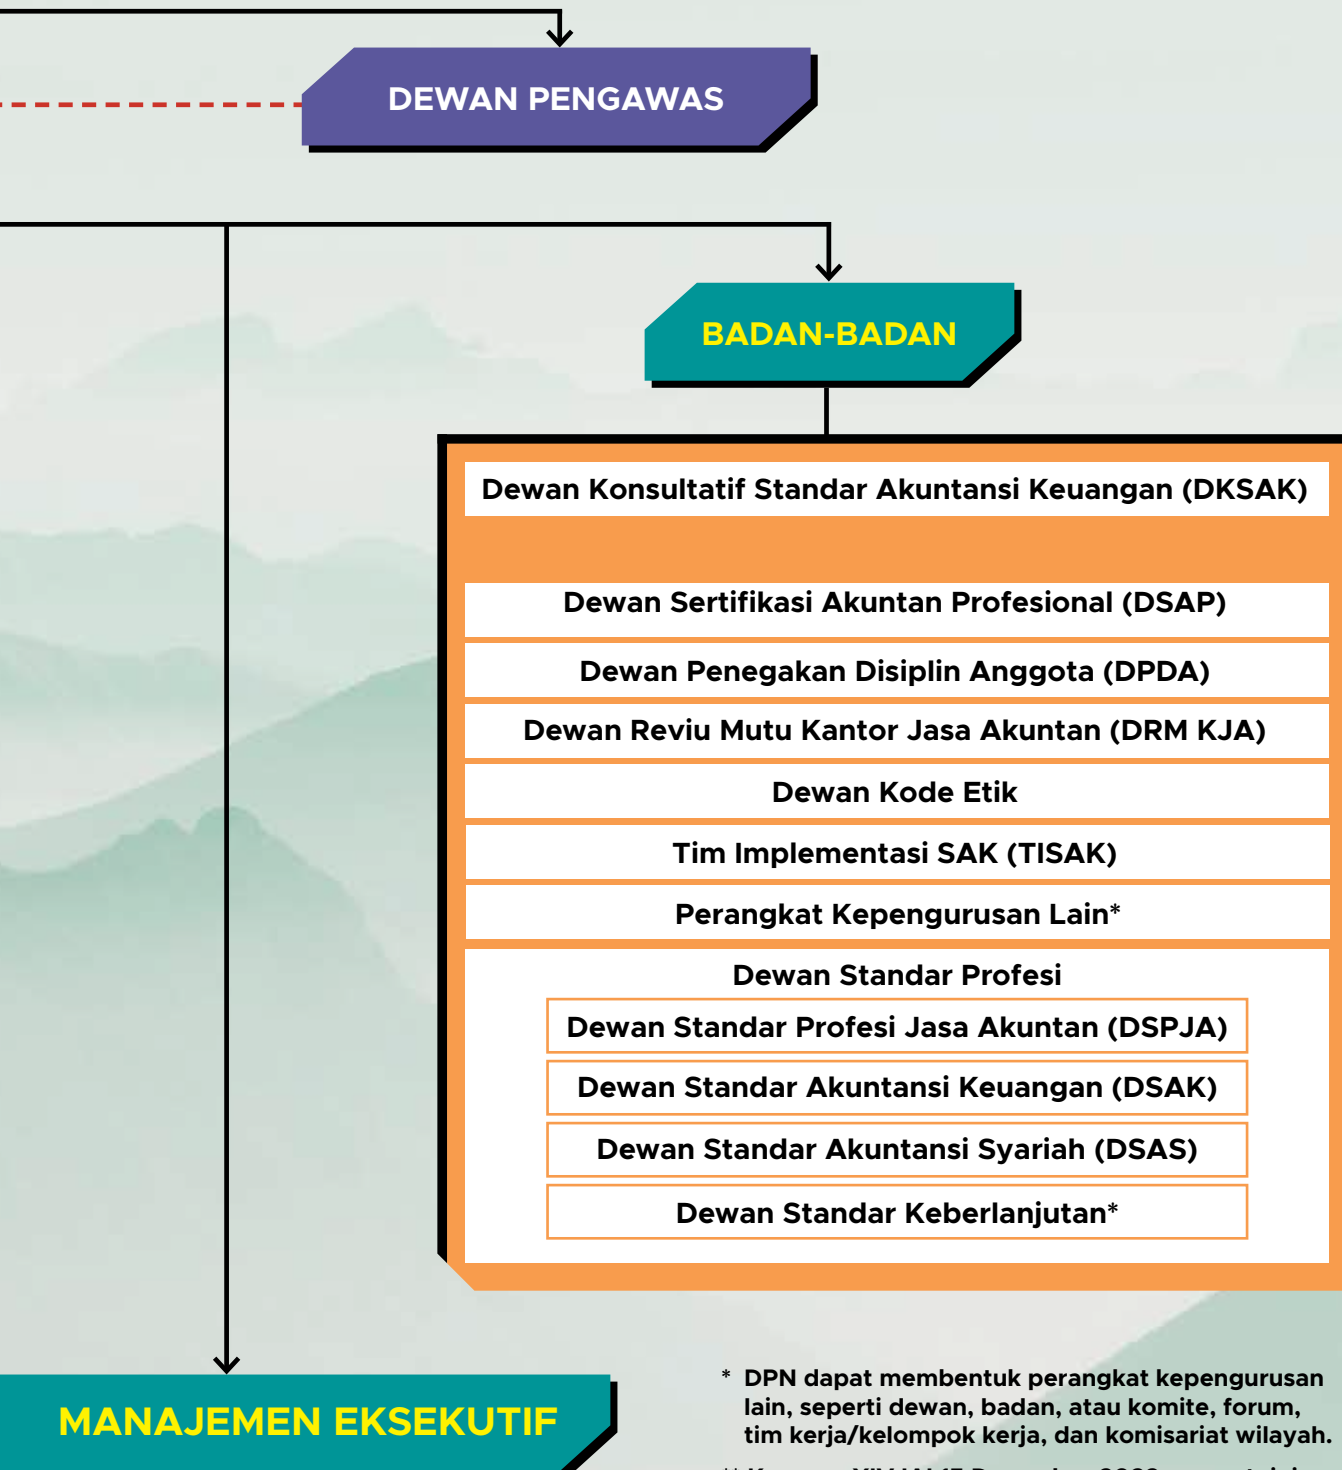 DEWAN PENGAWAS
BADAN-BADAN
Dewan Konsultatif Standar Akuntansi Keuangan (DKSAK)
Dewan Sertifikasi Akuntan Profesional (DSAP)
Dewan Penegakan Disiplin Anggota (DPDA)
Dewan Reviu Mutu Kantor Jasa Akuntan (DRM KJA)
Dewan Kode Etik
Tim Implementasi SAK (TISAK)
Perangkat Kepengurusan Lain*
Dewan Standar Profesi
Dewan Standar Profesi Jasa Akuntan (DSPJA)
Dewan Standar Akuntansi Keuangan (DSAK)
Dewan Standar Akuntansi Syariah (DSAS)
Dewan Standar Keberlanjutan*
MANAJEMEN EKSEKUTIF
* DPN dapat membentuk perangkat kepengurusan
lain, seperti dewan, badan, atau komite, forum,
tim kerja/kelompok kerja, dan komisariat wilayah.